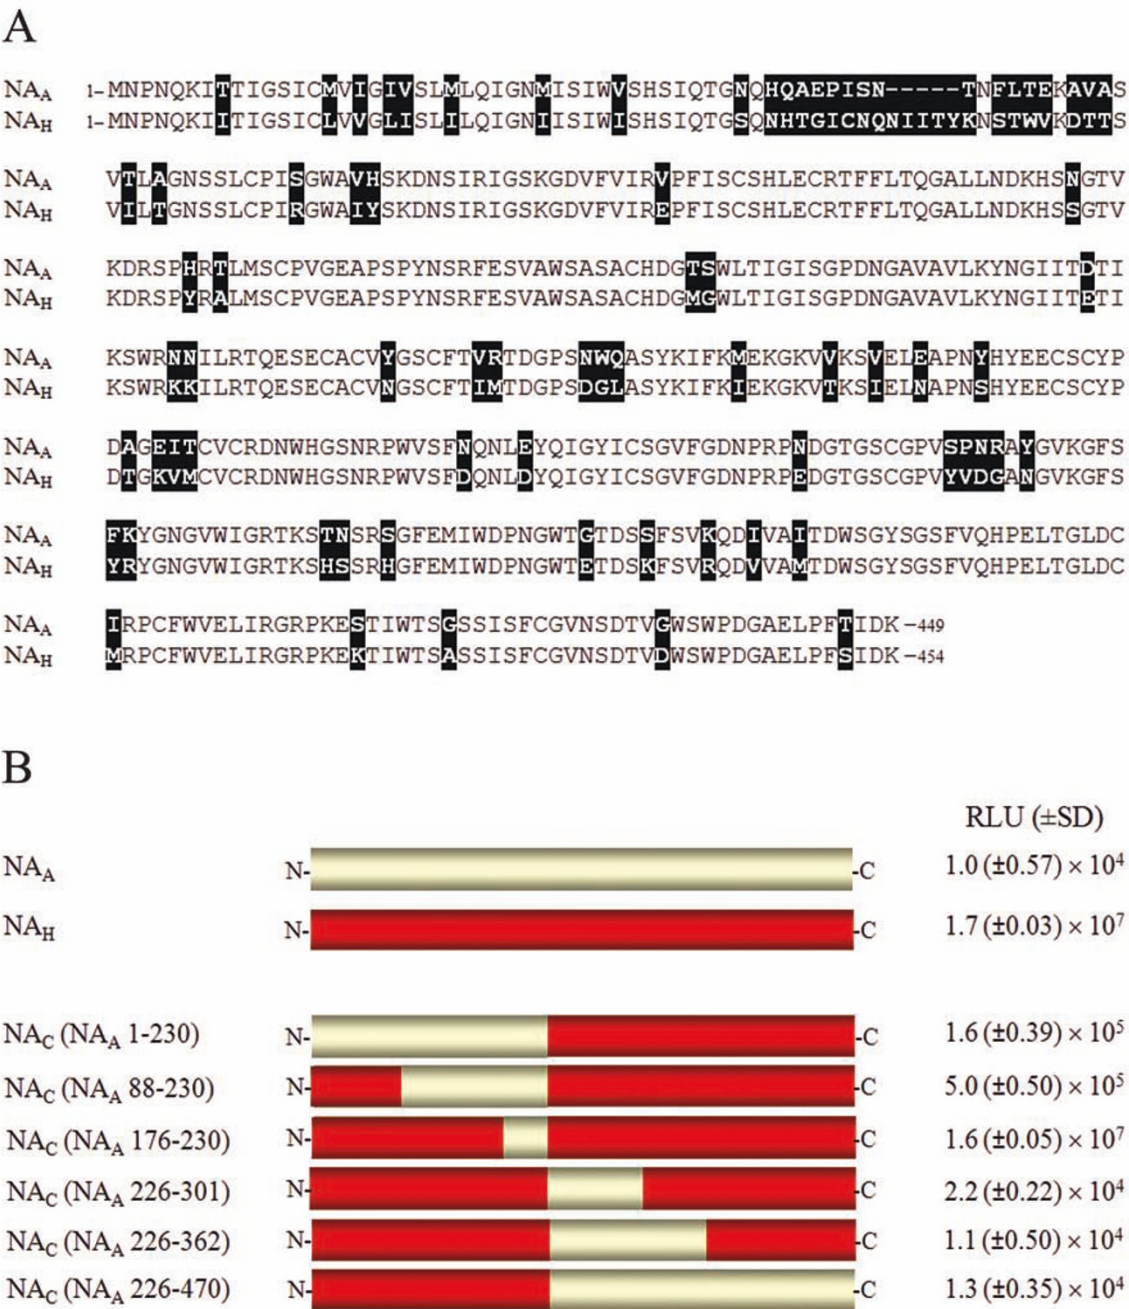 A
NAA 1-MNPNQKITTIGSICMVIGIVSLMLQIGNMISIWVSHSIQTGNQHQAEPISN-----TNFLTEKAVAS
NAH 1-MNPNQKIITIGSICLVVGLISLILQIGNIISIWISHSIQTGSQNHTGICNQNIITYKNSTWVKDTTS
NAA VTLAGNSSLCPISGWAVHSKDNSIRIGSKGDVFVIRVPFISCSHLECRTFFLTQGALLNDKHSNGTV
NAH VILTGNSSLCPIRGWAIYSKDNSIRIGSKGDVFVIREPFISCSHLECRTFFLTQGALLNDKHSSGTV
NAA KDRSPHRTLMSCPVGEAPSPYNSRFESVAWSASACHDGTSWLTIGISGPDNGAVAVLKYNGIITDTI
NAH KDRSPYRALMSCPVGEAPSPYNSRFESVAWSASACHDGMGWLTIGISGPDNGAVAVLKYNGIITETI
NAA KSWRNNILRTQESECACVYGSCFTVRTDGPSNWQASYKIFKMEKGKVVKSVELEAPNYHYEECSCYP
NAH KSWRKKILRTQESECACVNGSCFTIMTDGPSDGLASYKIFKIEKGKVTKSIELNAPNSHYEECSCYP
NAA DAGEITCVCRDNWHGSNRPWVSFNQNLEYQIGYICSGVFGDNPRPNDGTGSCGPVSPNRAYGVKGFS
NAH DTGKVMCVCRDNWHGSNRPWVSFDQNLDYQIGYICSGVFGDNPRPEDGTGSCGPVYVDGANGVKGFS
NAA FKYGNGVWIGRTKSTNSRSGFEMIWDPNGWTGTDSSFSVKQDIVAITDWSGYSGSFVQHPELTGLDC
NAH YRYGNGVWIGRTKSHSSRHGFEMIWDPNGWTETDSKFSVRQDVVAMTDWSGYSGSFVQHPELTGLDC
NAA IRPCFWVELIRGRPKESTIWTSGSSISFCGVNSDTVGWSWPDGAELPFTIDK-449
NAH MRPCFWVELIRGRPKEKTIWTSASSISFCGVNSDTVDWSWPDGAELPFSIDK-454
B
RLU (±SD)
NAA N- -C 1.0 (±0.57) × 10⁴
NAH N- -C 1.7 (±0.03) × 10⁷
NAC (NAA 1-230) N- -C 1.6 (±0.39) × 10⁵
NAC (NAA 88-230) N- -C 5.0 (±0.50) × 10⁵
NAC (NAA 176-230) N- -C 1.6 (±0.05) × 10⁷
NAC (NAA 226-301) N- -C 2.2 (±0.22) × 10⁴
NAC (NAA 226-362) N- -C 1.1 (±0.50) × 10⁴
NAC (NAA 226-470) N- -C 1.3 (±0.35) × 10⁴